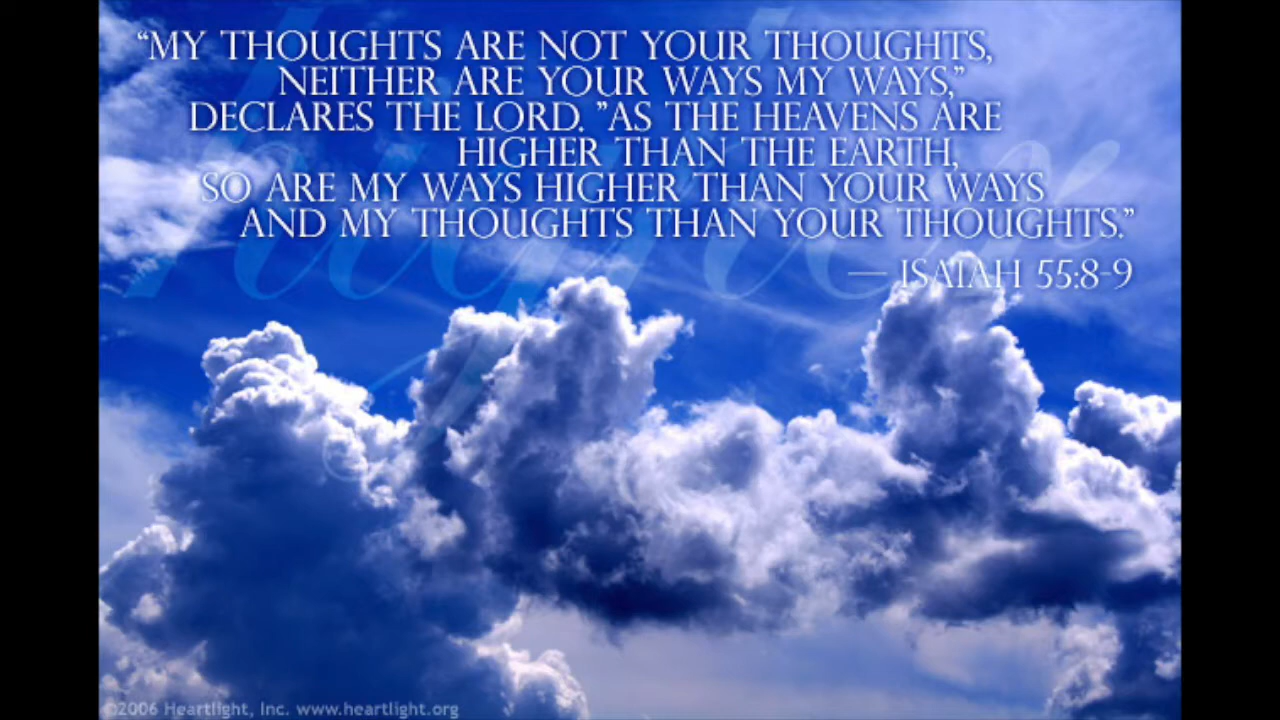 “MY THOUGHTS ARE NOT YOUR THOUGHTS,
NEITHER ARE YOUR WAYS MY WAYS,”
DECLARES THE LORD. ”AS THE HEAVENS ARE
HIGHER THAN THE EARTH,
SO ARE MY WAYS HIGHER THAN YOUR WAYS
AND MY THOUGHTS THAN YOUR THOUGHTS.”
— ISAIAH 55:8-9
higher
©2006 Heartlight, Inc. www.heartlight.org